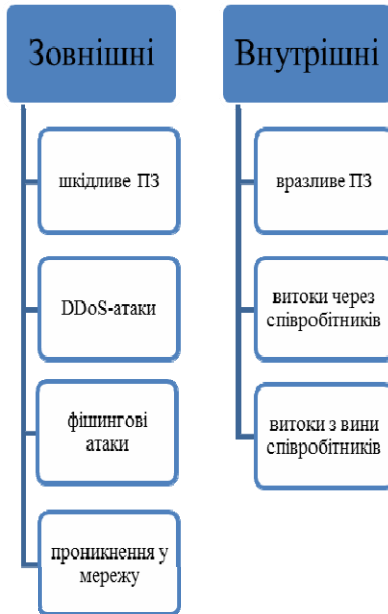 Зовнішні
шкідливе ПЗ
DDoS-атаки
фішингові
атаки
проникнення у
мережу
Внутрішні
вразливе ПЗ
витоки через
співробітників
витоки з вини
співробітників